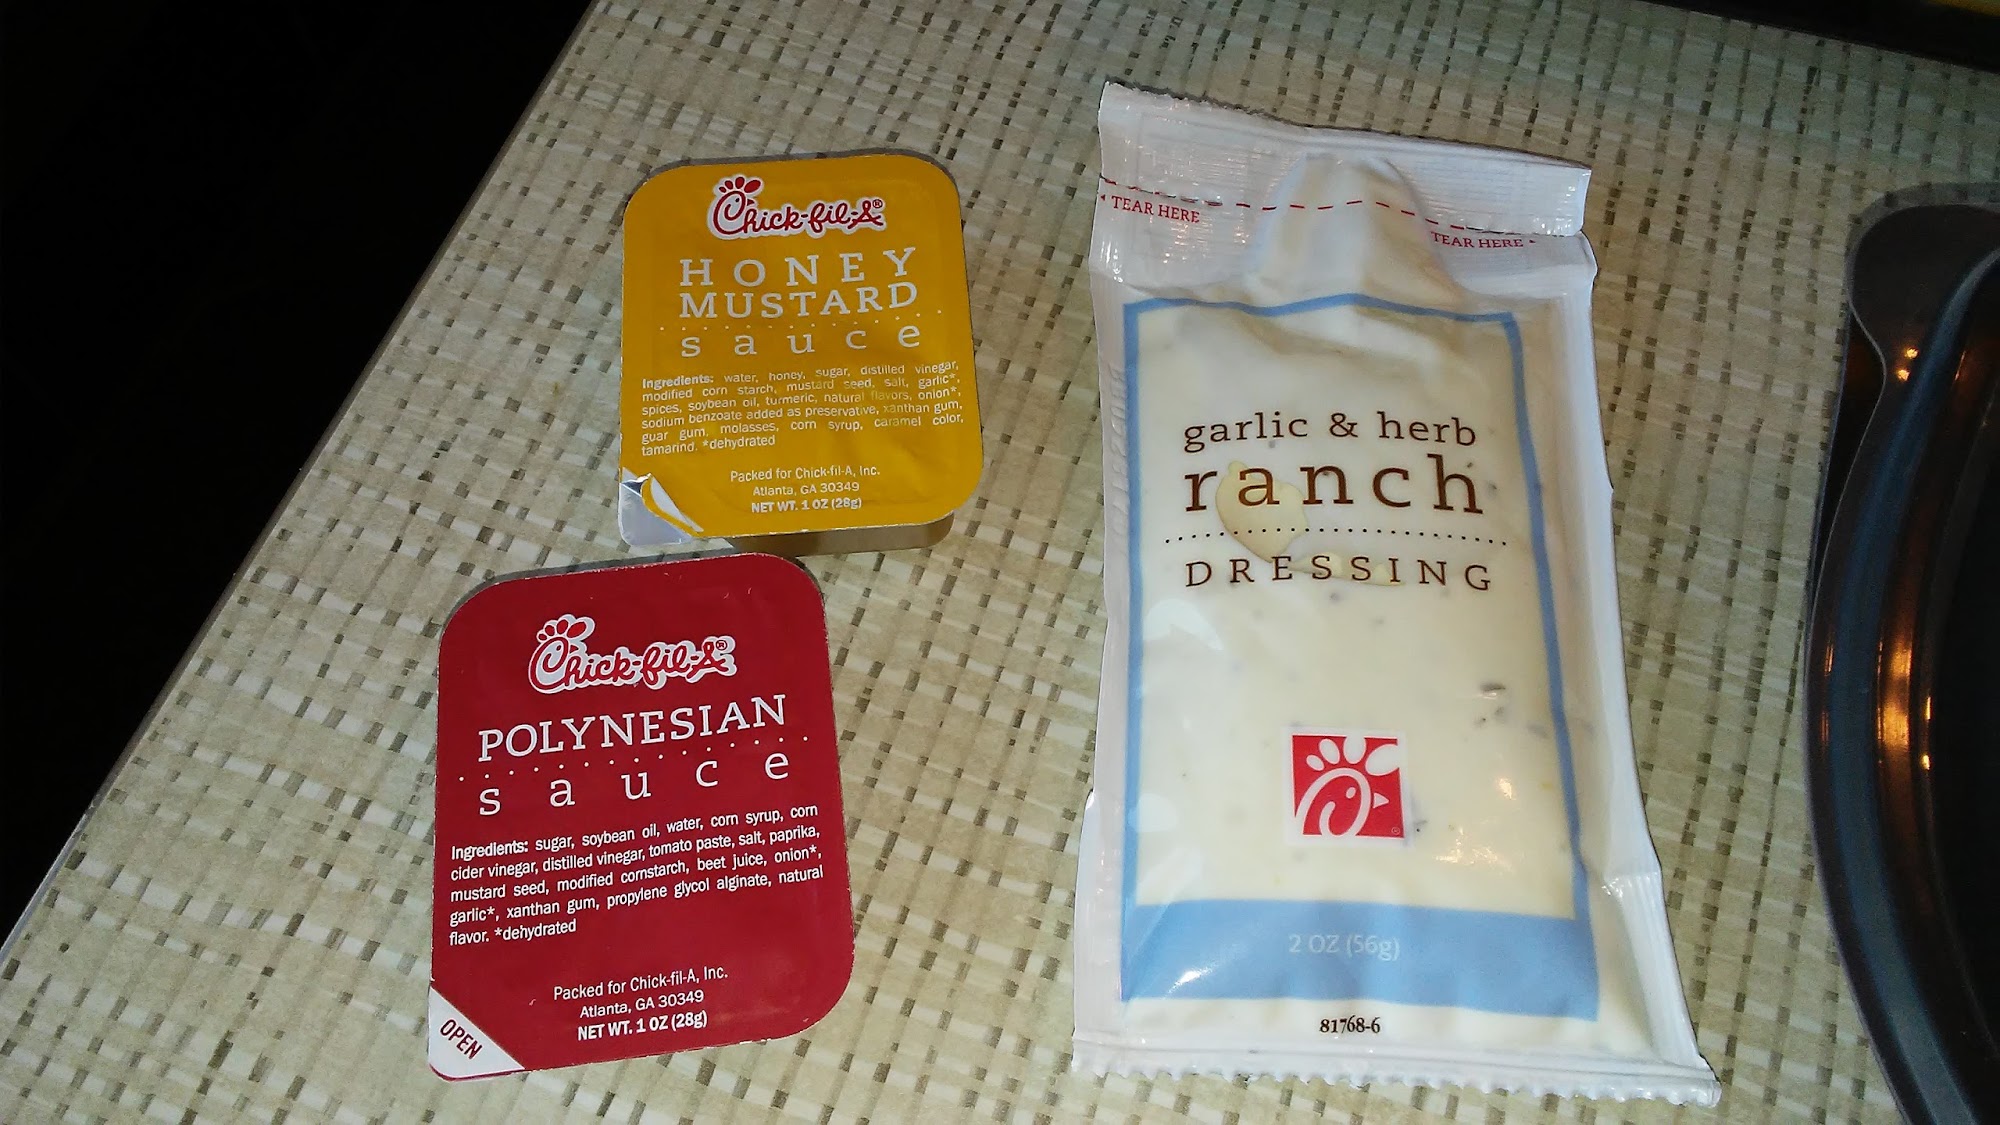 Chick-fil-A®
HONEY
MUSTARD
sauce
Ingredients: water, honey, sugar, distilled vinegar,
modified corn starch, mustard seed, salt, garlic*,
spices, soybean oil, turmeric, natural flavors, onion*,
sodium benzoate added as preservative, xanthan gum,
guar gum, molasses, corn syrup, caramel color,
tamarind. *dehydrated
Packed for Chick-fil-A, Inc.
Atlanta, GA 30349
NET WT. 1 OZ (28g)
Chick-fil-A®
POLYNESIAN
sauce
Ingredients: sugar, soybean oil, water, corn syrup, corn
cider vinegar, distilled vinegar, tomato paste, salt, paprika,
mustard seed, modified cornstarch, beet juice, onion*,
garlic*, xanthan gum, propylene glycol alginate, natural
flavor. *dehydrated
Packed for Chick-fil-A, Inc.
Atlanta, GA 30349
NET WT. 1 OZ (28g)
OPEN
TEAR HERE
TEAR HERE
garlic & herb
ranch
DRESSING
2 OZ (56g)
81768-6